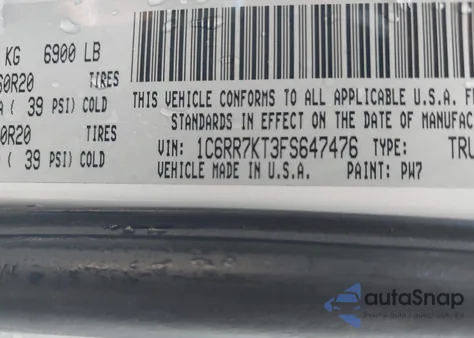 KG 6900 LB
60R20 TIRES
(39 PSI) COLD
0R20 TIRES
(39 PSI) COLD
THIS VEHICLE CONFORMS TO ALL APPLICABLE U.S.A. F
STANDARDS IN EFFECT ON THE DATE OF MANUFAC
VIN: 1C6RR7KT3FS647476 TYPE: TRU
VEHICLE MADE IN U.S.A. PAINT: PW7
autoSnap